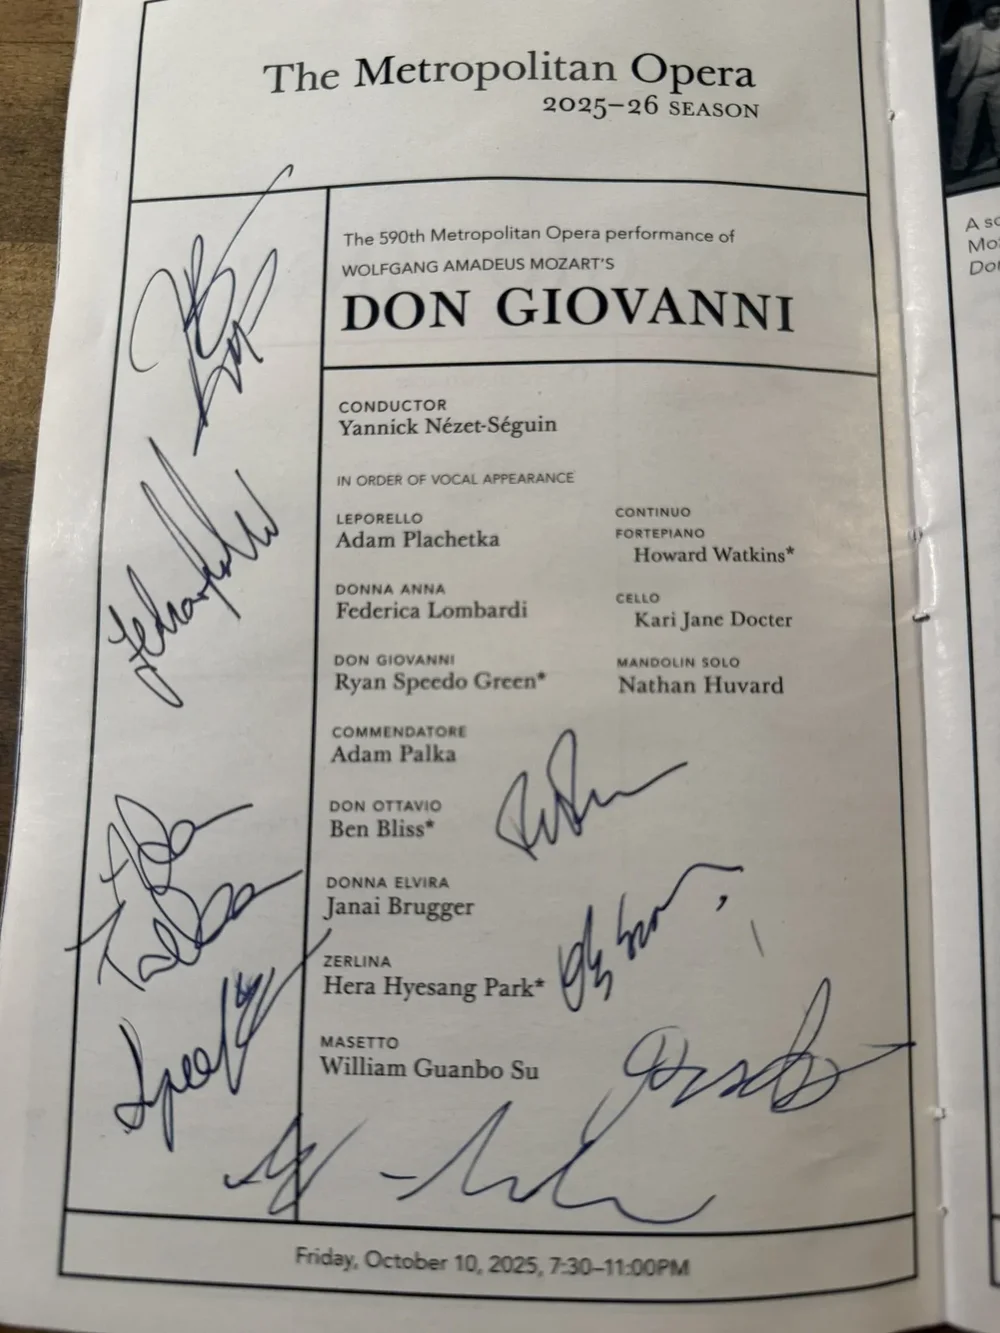 The Metropolitan Opera
2025–26 SEASON
The 590th Metropolitan Opera performance of
WOLFGANG AMADEUS MOZART'S
DON GIOVANNI
CONDUCTOR
Yannick Nézet-Séguin
IN ORDER OF VOCAL APPEARANCE
LEPORELLO
Adam Plachetka
DONNA ANNA
Federica Lombardi
DON GIOVANNI
Ryan Speedo Green*
COMMENDATORE
Adam Palka
DON OTTAVIO
Ben Bliss*
DONNA ELVIRA
Janai Brugger
ZERLINA
Hera Hyesang Park*
MASETTO
William Guanbo Su
CONTINUO
FORTEPIANO
Howard Watkins*
CELLO
Kari Jane Docter
MANDOLIN SOLO
Nathan Huvard
Friday, October 10, 2025, 7:30–11:00PM
A
Mo